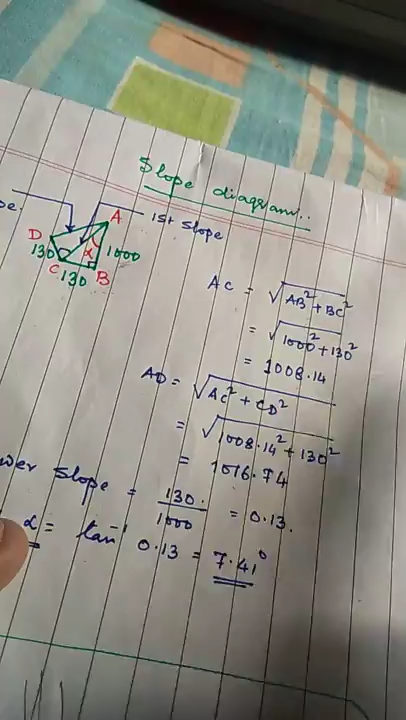 Slope diagram..
pe.
1st slope
A
D
130
α
1000
C
B
130
AC = √AB²+BC²
= √1000²+130²
= 1008.14
AD = √AC²+CD²
= √1008.14²+130²
= 1016.74
wer Slope = 130/1000 = 0.13.
α = tan⁻¹ 0.13 = 7.41°